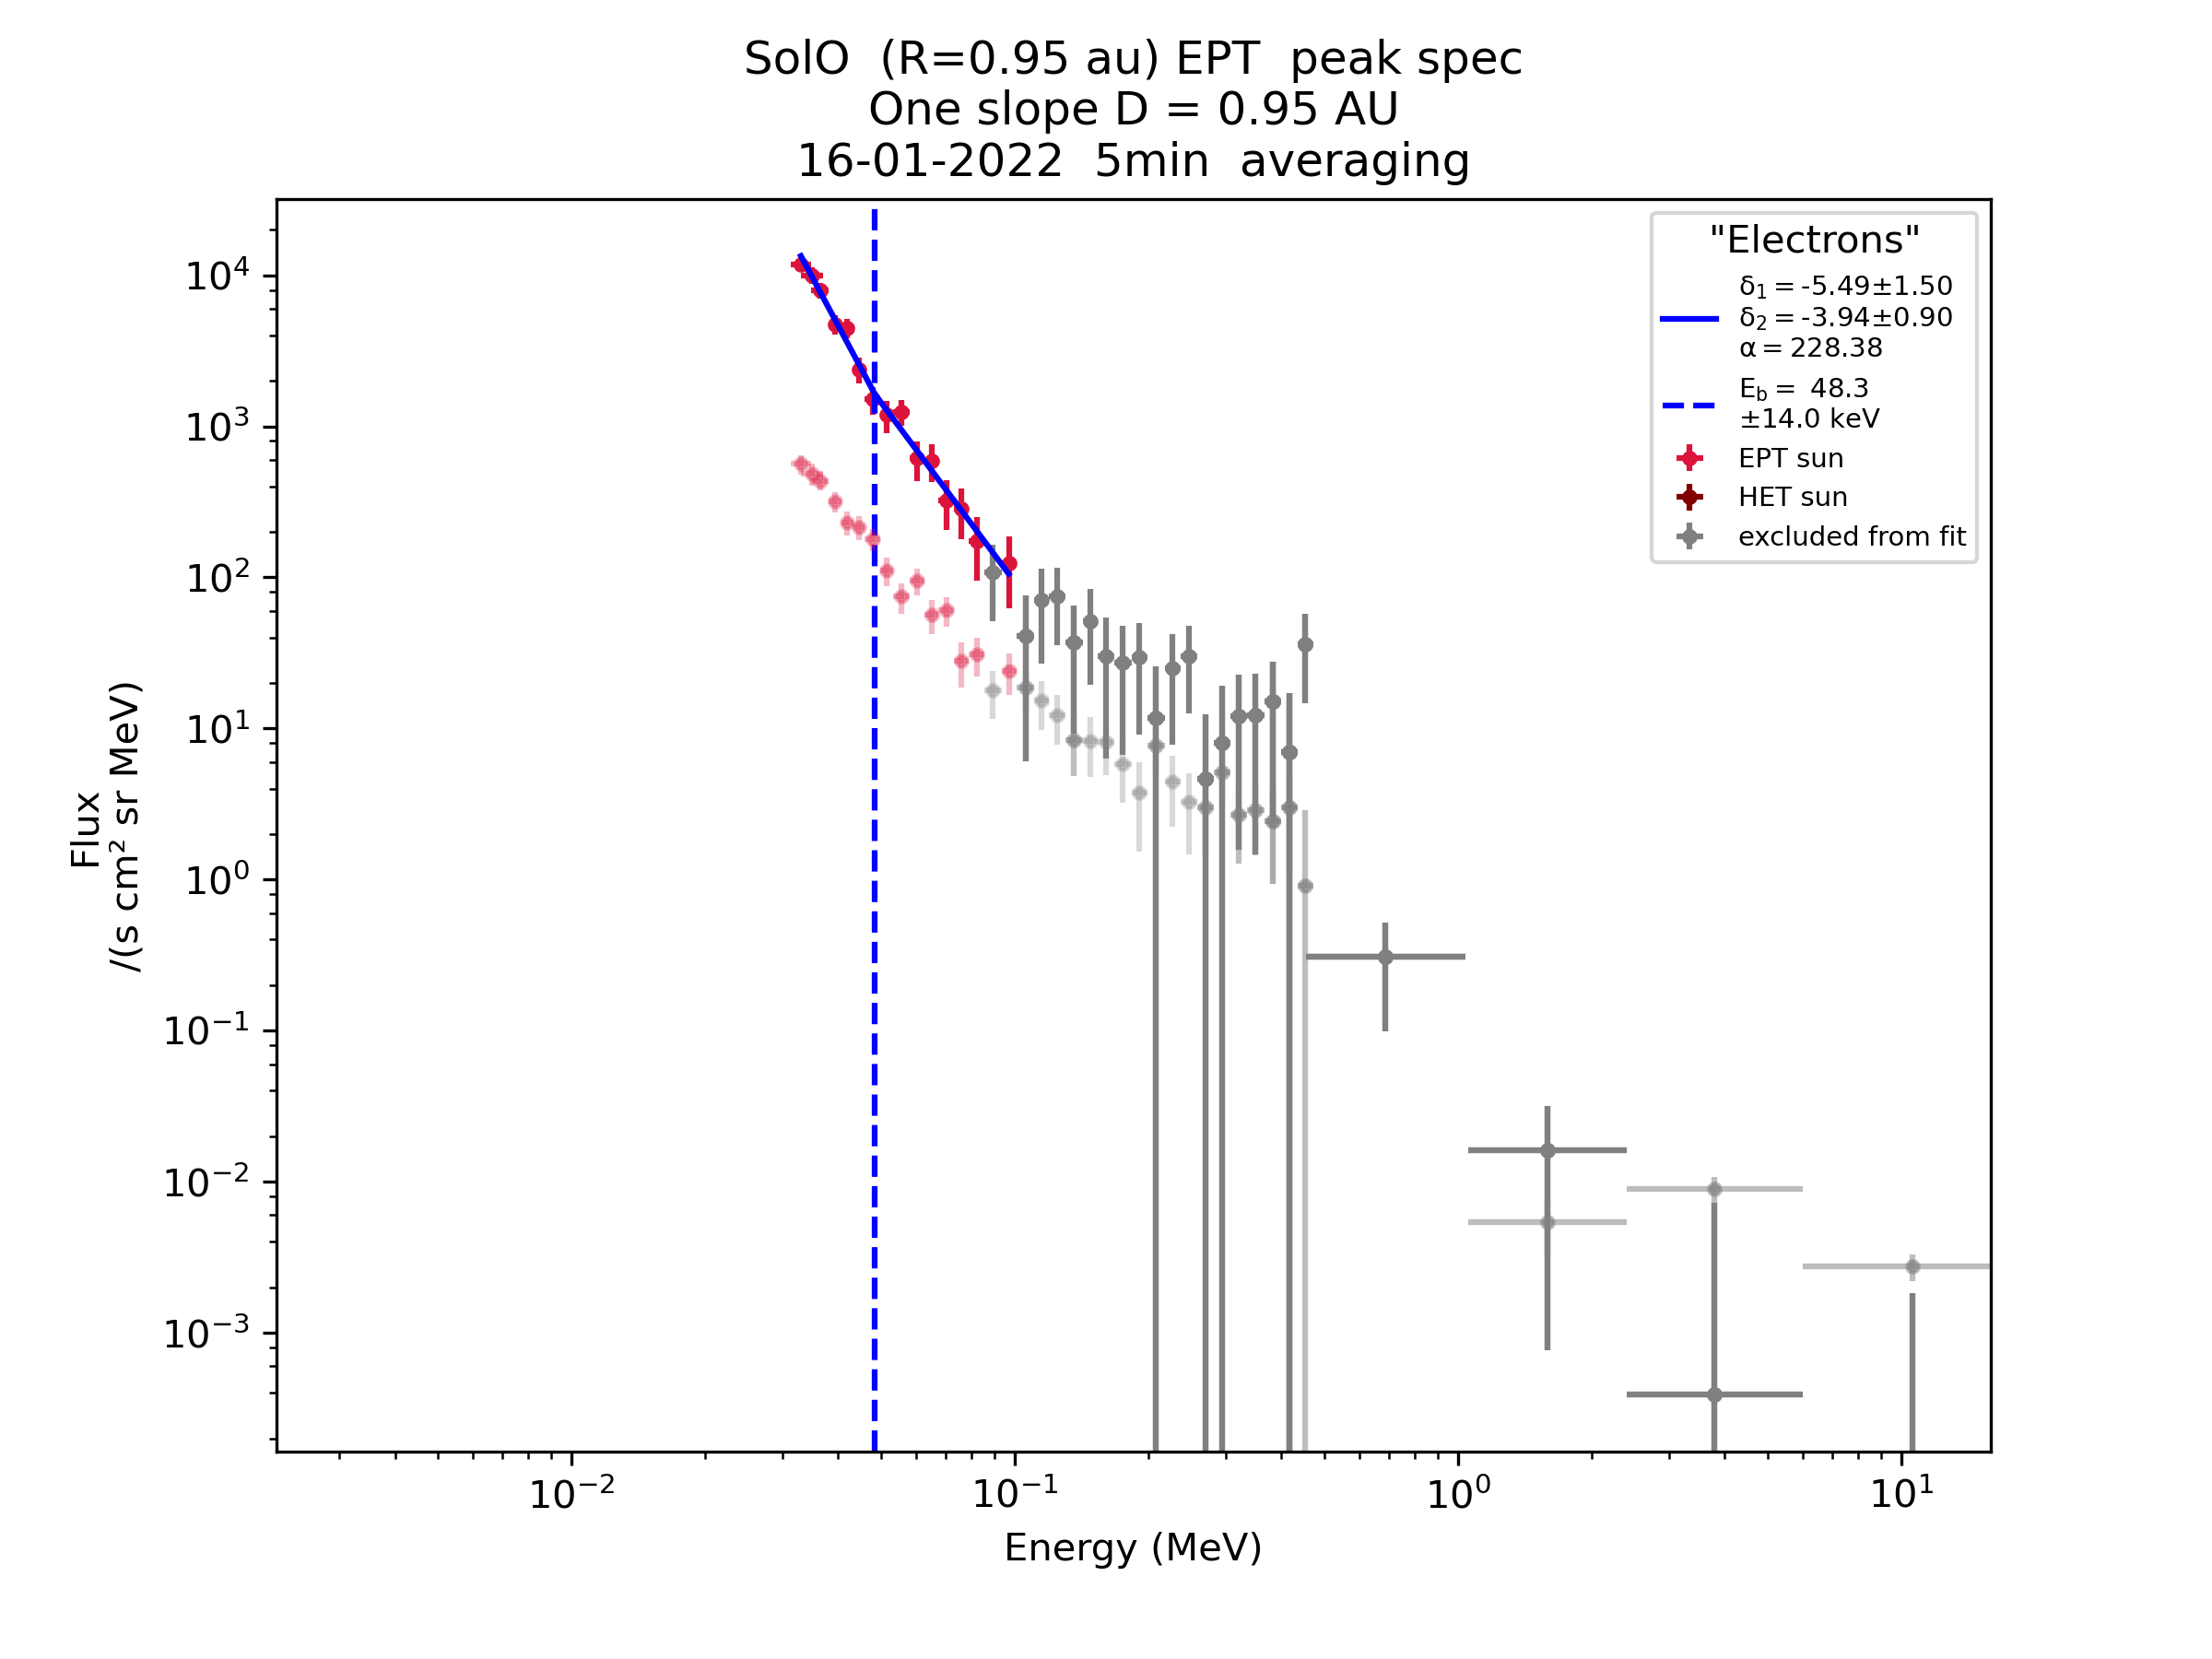 SolO  (R=0.95 au) EPT  peak spec
One slope D = 0.95 AU
16-01-2022  5min  averaging
"Electrons"
δ₁ = -5.49±1.50
δ₂ = -3.94±0.90
α = 228.38
E_b =  48.3
±14.0 keV
EPT sun
HET sun
excluded from fit
10⁴
10³
10²
10¹
10⁰
10⁻¹
10⁻²
10⁻³
Flux
/(s cm² sr MeV)
10⁻² 10⁻¹ 10⁰ 10¹
Energy (MeV)